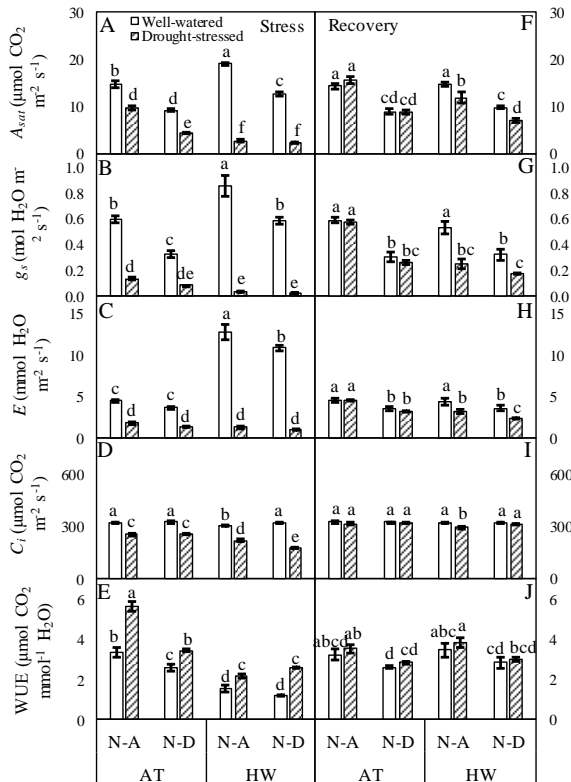 A
Well-watered
Drought-stressed
Stress
Recovery
F
Asat (µmol CO2 m-2 s-1)
30
20
10
0
b
d
d
e
a
f
c
f
a
a
cd
cd
a
b
c
d
30
20
10
0
B
G
gs (mol H2O m-
2 s-1)
1.0
0.8
0.6
0.4
0.2
0.0
b
d
c
de
a
e
b
e
a
a
b
bc
a
bc
b
c
1.0
0.8
0.6
0.4
0.2
0.0
C
H
E (mmol H2O
m-2 s-1)
15
10
5
0
c
d
c
d
a
d
b
d
a
a
b
b
a
b
b
c
15
10
5
0
D
I
Ci (µmol CO2
m-2 s-1)
600
300
0
a
c
a
c
b
d
a
e
a
a
a
a
a
b
a
a
600
300
0
E
J
WUE (µmol CO2
mmol-1 H2O)
6
4
2
0
b
a
c
b
d
c
d
c
abcd
ab
d
cd
abc
a
cd
bcd
6
4
2
0
N-A
N-D
N-A
N-D
N-A
N-D
N-A
N-D
AT
HW
AT
HW